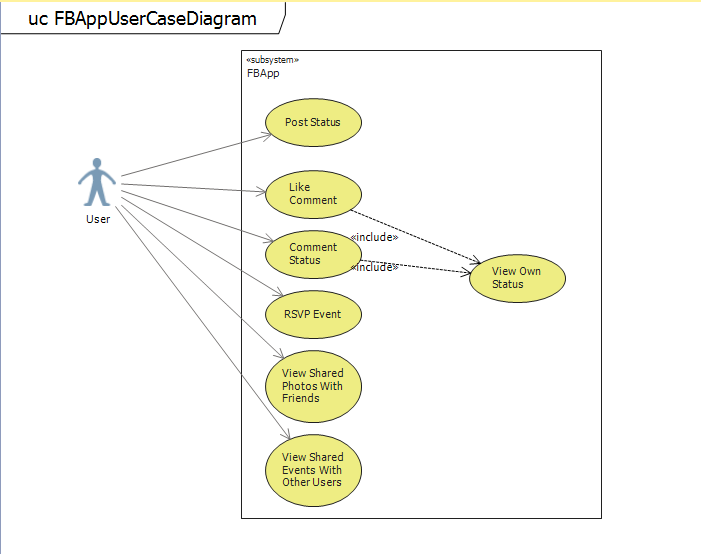 uc FBAppUserCaseDiagram
«subsystem»
FBApp
Post Status
User
Like
Comment
«include»
Comment
Status
«include»
View Own
Status
RSVP Event
View Shared
Photos With
Friends
View Shared
Events With
Other Users